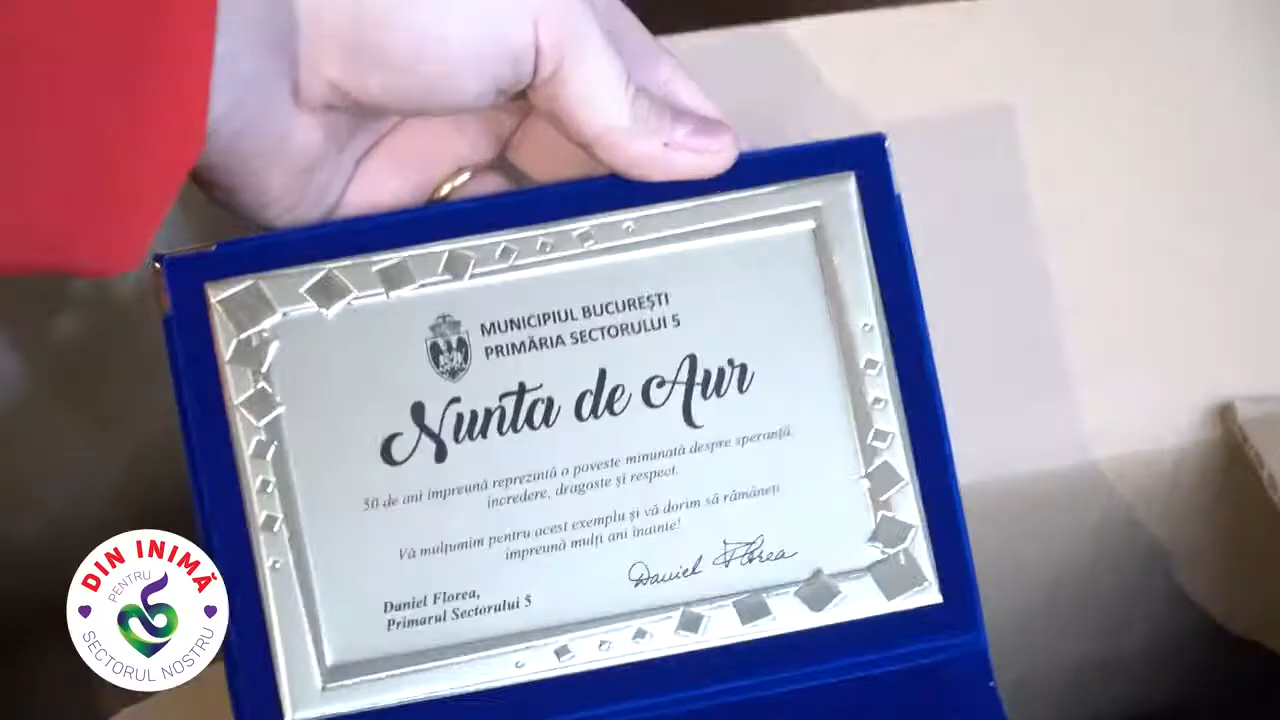 MUNICIPIUL BUCUREȘTI
PRIMĂRIA SECTORULUI 5
Nunta de Aur
50 de ani împreună reprezintă o poveste minunată despre speranță,
încredere, dragoste și respect.
Vă mulțumim pentru acest exemplu și vă dorim să rămâneți
împreună mulți ani înainte!
Daniel Florea
Daniel Florea,
Primarul Sectorului 5
DIN INIMĂ
PENTRU
SECTORUL NOSTRU